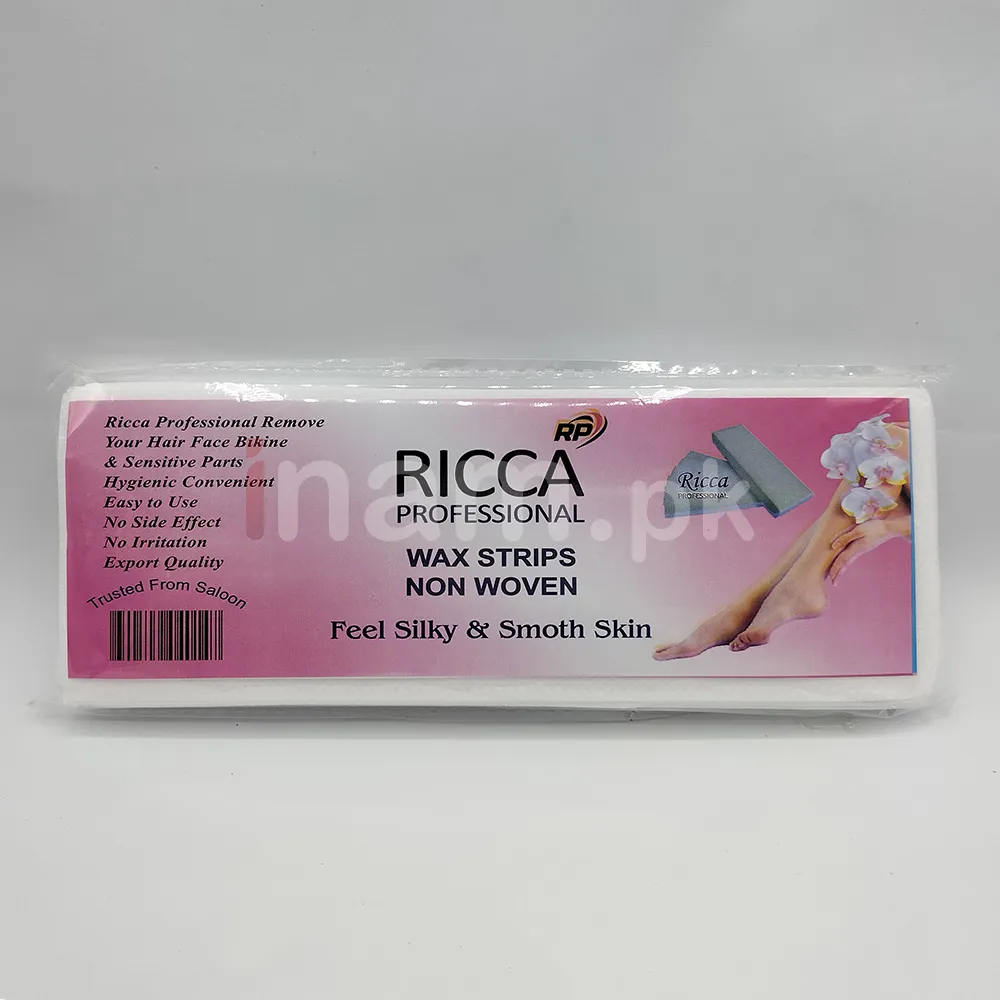 Ricca Professional Remove
Your Hair Face Bikine
& Sensitive Parts
Hygienic Convenient
Easy to Use
No Side Effect
No Irritation
Export Quality
Trusted From Saloon
RP
RICCA
PROFESSIONAL
WAX STRIPS
NON WOVEN
Feel Silky & Smoth Skin
Ricca
PROFESSIONAL
inam.pk